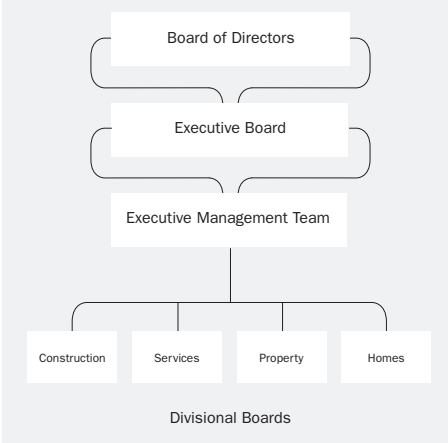 Board of Directors
Executive Board
Executive Management Team
Construction
Services
Property
Homes
Divisional Boards